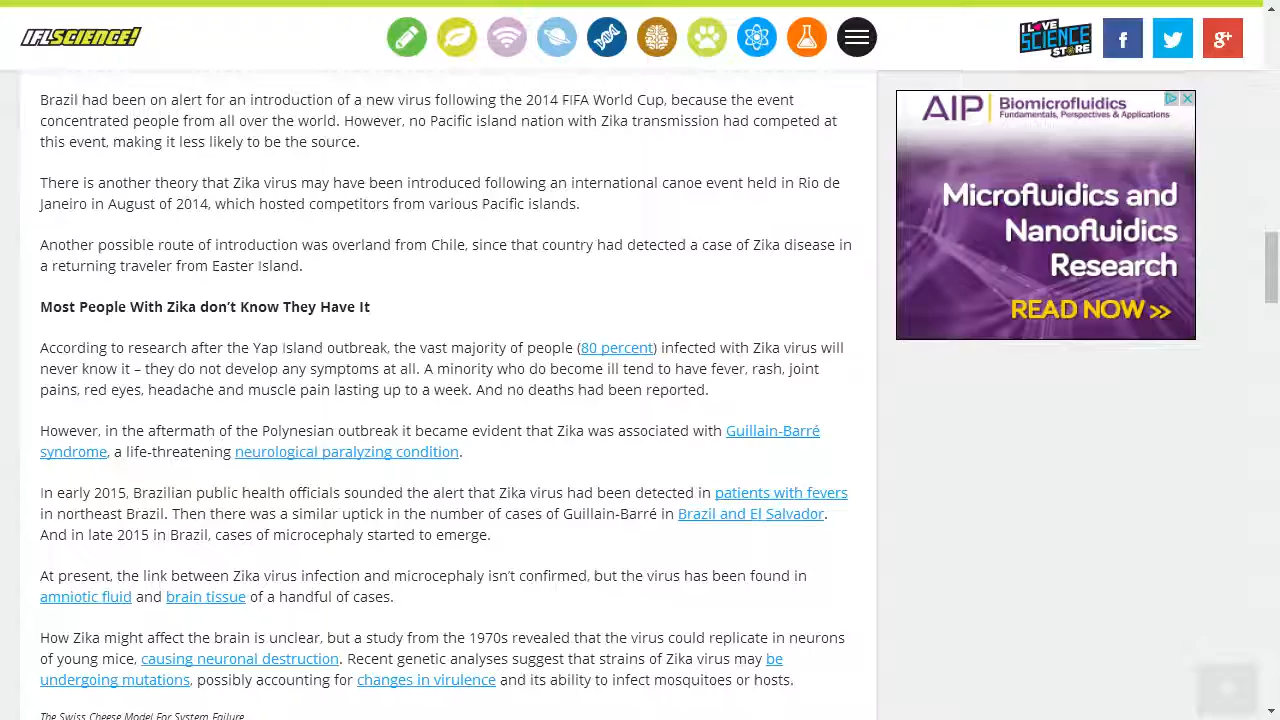 IFLSCIENCE!
I LOVE
SCIENCE
STORE
f
g+
Brazil had been on alert for an introduction of a new virus following the 2014 FIFA World Cup, because the event
concentrated people from all over the world. However, no Pacific island nation with Zika transmission had competed at
this event, making it less likely to be the source.
There is another theory that Zika virus may have been introduced following an international canoe event held in Rio de
Janeiro in August of 2014, which hosted competitors from various Pacific islands.
Another possible route of introduction was overland from Chile, since that country had detected a case of Zika disease in
a returning traveler from Easter Island.
Most People With Zika don’t Know They Have It
According to research after the Yap Island outbreak, the vast majority of people (80 percent) infected with Zika virus will
never know it – they do not develop any symptoms at all. A minority who do become ill tend to have fever, rash, joint
pains, red eyes, headache and muscle pain lasting up to a week. And no deaths had been reported.
However, in the aftermath of the Polynesian outbreak it became evident that Zika was associated with Guillain-Barré
syndrome, a life-threatening neurological paralyzing condition.
In early 2015, Brazilian public health officials sounded the alert that Zika virus had been detected in patients with fevers
in northeast Brazil. Then there was a similar uptick in the number of cases of Guillain-Barré in Brazil and El Salvador.
And in late 2015 in Brazil, cases of microcephaly started to emerge.
At present, the link between Zika virus infection and microcephaly isn’t confirmed, but the virus has been found in
amniotic fluid and brain tissue of a handful of cases.
How Zika might affect the brain is unclear, but a study from the 1970s revealed that the virus could replicate in neurons
of young mice, causing neuronal destruction. Recent genetic analyses suggest that strains of Zika virus may be
undergoing mutations, possibly accounting for changes in virulence and its ability to infect mosquitoes or hosts.
The Swiss Cheese Model For System Failure
AIP Biomicrofluidics
Fundamentals, Perspectives & Applications
Microfluidics and
Nanofluidics
Research
READ NOW >>